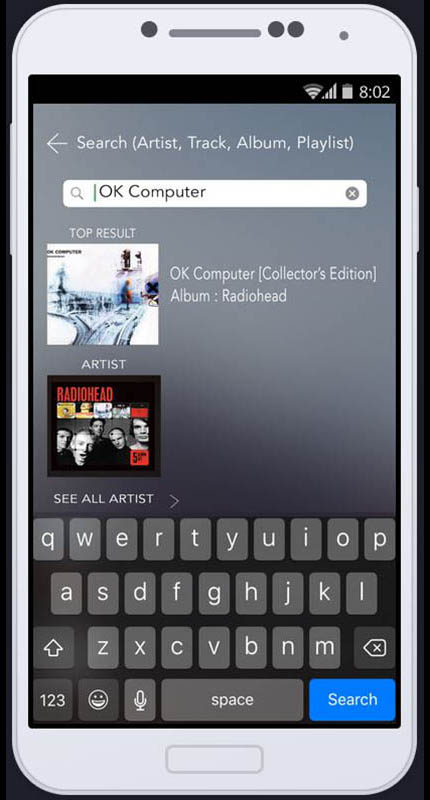 8:02
Search (Artist, Track, Album, Playlist)
OK Computer
TOP RESULT
OK COMPUTER
OK Computer [Collector's Edition]
Album : Radiohead
ARTIST
RADIOHEAD
SEE ALL ARTIST
q w e r t y u i o p
a s d f g h j k l
z x c v b n m
123 space Search